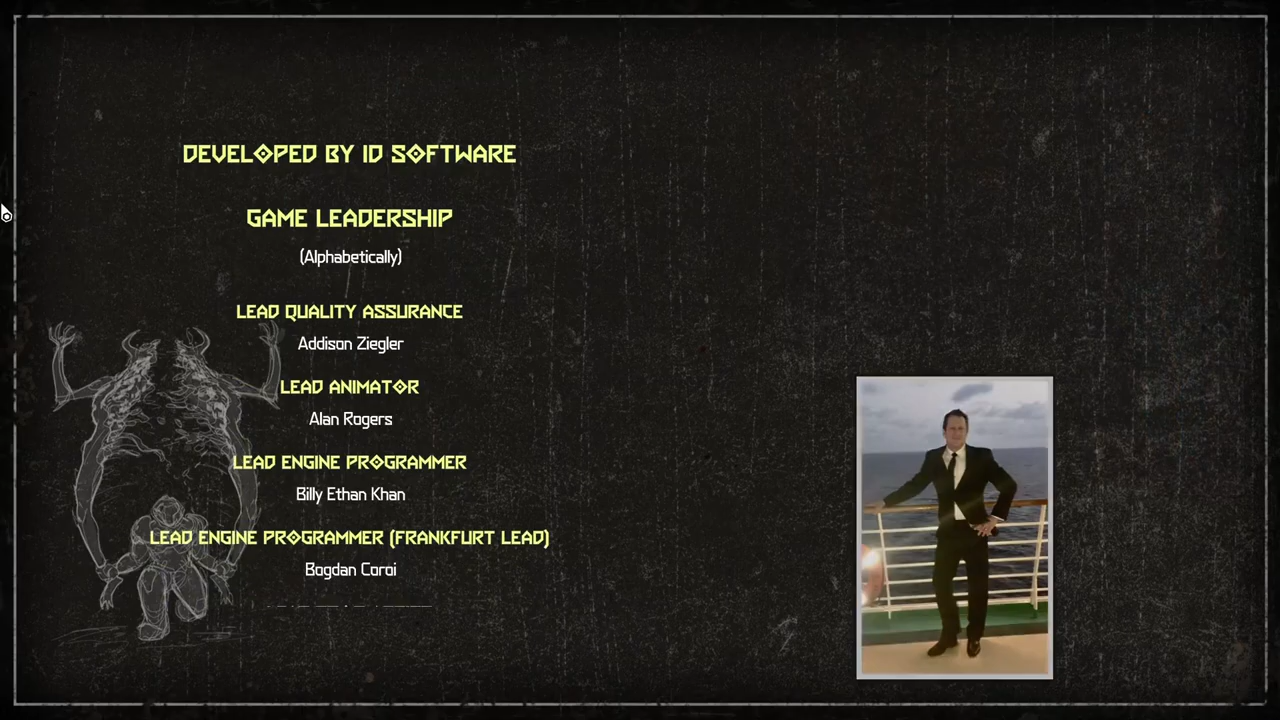 DEVELOPED BY ID SOFTWARE
GAME LEADERSHIP
(Alphabetically)
LEAD QUALITY ASSURANCE
Addison Ziegler
LEAD ANIMATOR
Alan Rogers
LEAD ENGINE PROGRAMMER
Billy Ethan Khan
LEAD ENGINE PROGRAMMER (FRANKFURT LEAD)
Bogdan Coroi